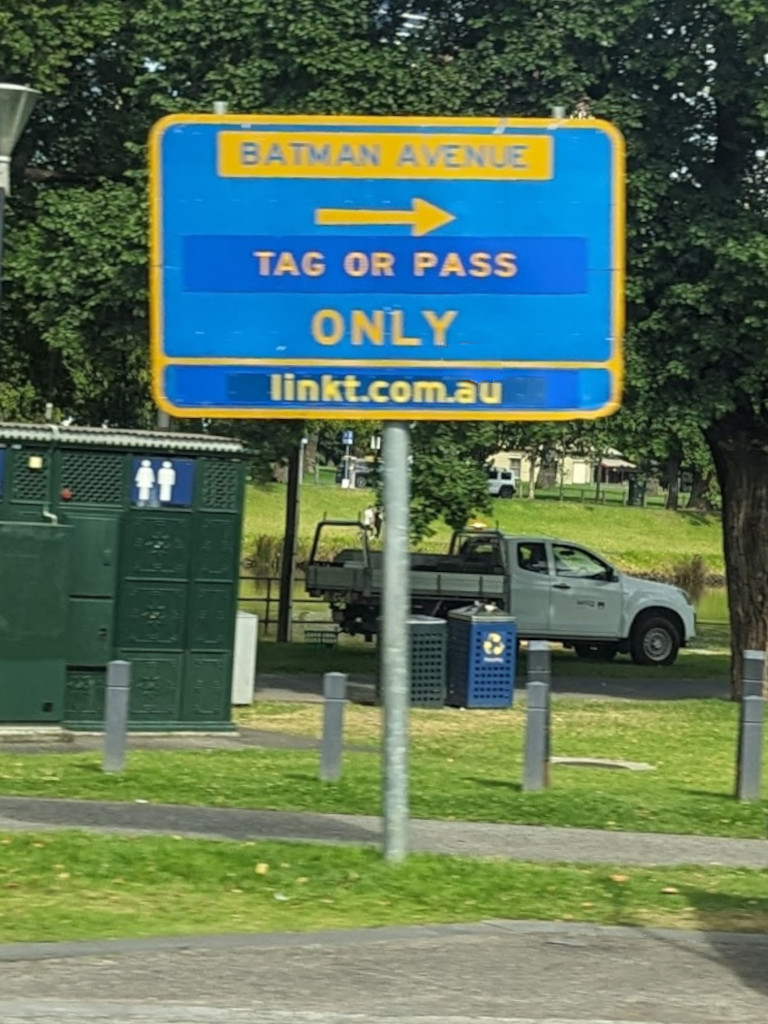 BATMAN AVENUE
TAG OR PASS
ONLY
linkt.com.au